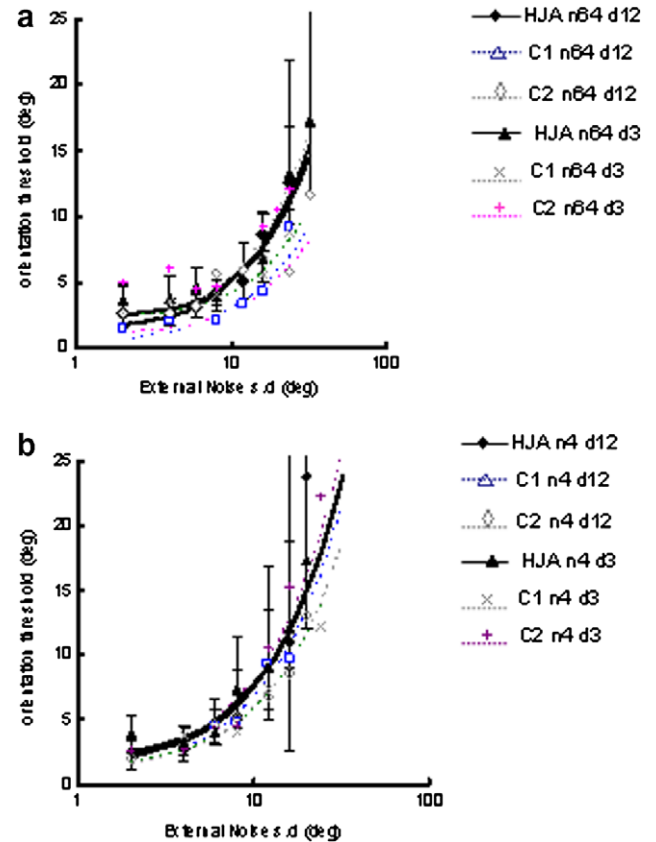 a
25
20
15
10
5
0
orientation threshold (deg)
1
10
100
External Noise s.d (deg)
HJA n64 d12
C1 n64 d12
C2 n64 d12
HJA n64 d3
C1 n64 d3
C2 n64 d3
b
25
20
15
10
5
0
orientation threshold (deg)
1
10
100
External Noise s.d (deg)
HJA n4 d12
C1 n4 d12
C2 n4 d12
HJA n4 d3
C1 n4 d3
C2 n4 d3